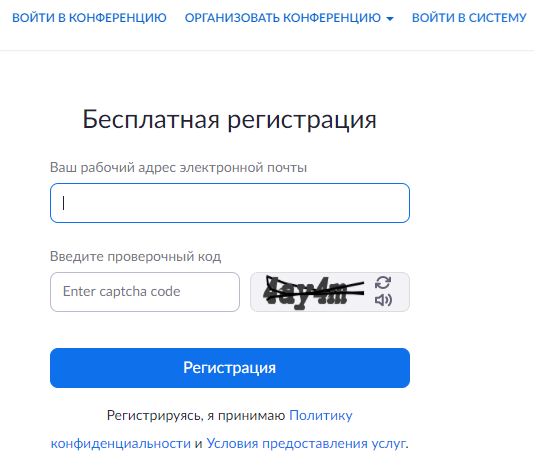 ВОЙТИ В КОНФЕРЕНЦИЮ ОРГАНИЗОВАТЬ КОНФЕРЕНЦИЮ ВОЙТИ В СИСТЕМУ
Бесплатная регистрация
Ваш рабочий адрес электронной почты
Введите проверочный код
Enter captcha code 4ay4m
Регистрация
Регистрируясь, я принимаю Политику
конфиденциальности и Условия предоставления услуг.